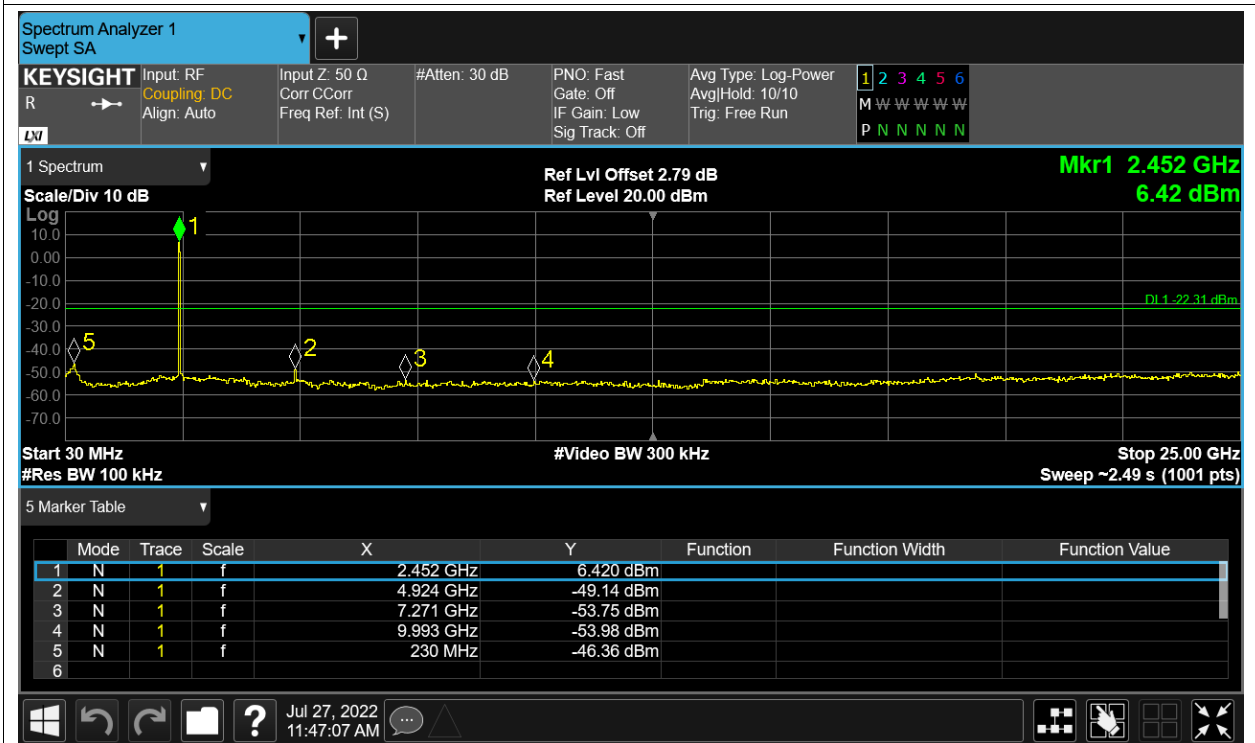 Spectrum Analyzer 1
Swept SA
+
KEYSIGHT
R
LXI
Input: RF
Coupling: DC
Align: Auto
Input Z: 50 Ω
Corr CCorr
Freq Ref: Int (S)
#Atten: 30 dB
PNO: Fast
Gate: Off
IF Gain: Low
Sig Track: Off
Avg Type: Log-Power
Avg|Hold: 10/10
Trig: Free Run
1 2 3 4 5 6
M W W W W W
P N N N N N
1 Spectrum
Scale/Div 10 dB
Ref Lvl Offset 2.79 dB
Ref Level 20.00 dBm
Mkr1 2.452 GHz
6.42 dBm
Log
10.0
0.00
-10.0
-20.0
-30.0
-40.0
-50.0
-60.0
-70.0
1
2
3
4
5
DL1 -22.31 dBm
Start 30 MHz
#Video BW 300 kHz
Stop 25.00 GHz
#Res BW 100 kHz
Sweep ~2.49 s (1001 pts)
5 Marker Table
Mode Trace Scale X Y Function Function Width Function Value
1 N 1 f 2.452 GHz 6.420 dBm
2 N 1 f 4.924 GHz -49.14 dBm
3 N 1 f 7.271 GHz -53.75 dBm
4 N 1 f 9.993 GHz -53.98 dBm
5 N 1 f 230 MHz -46.36 dBm
6
?
Jul 27, 2022
11:47:07 AM